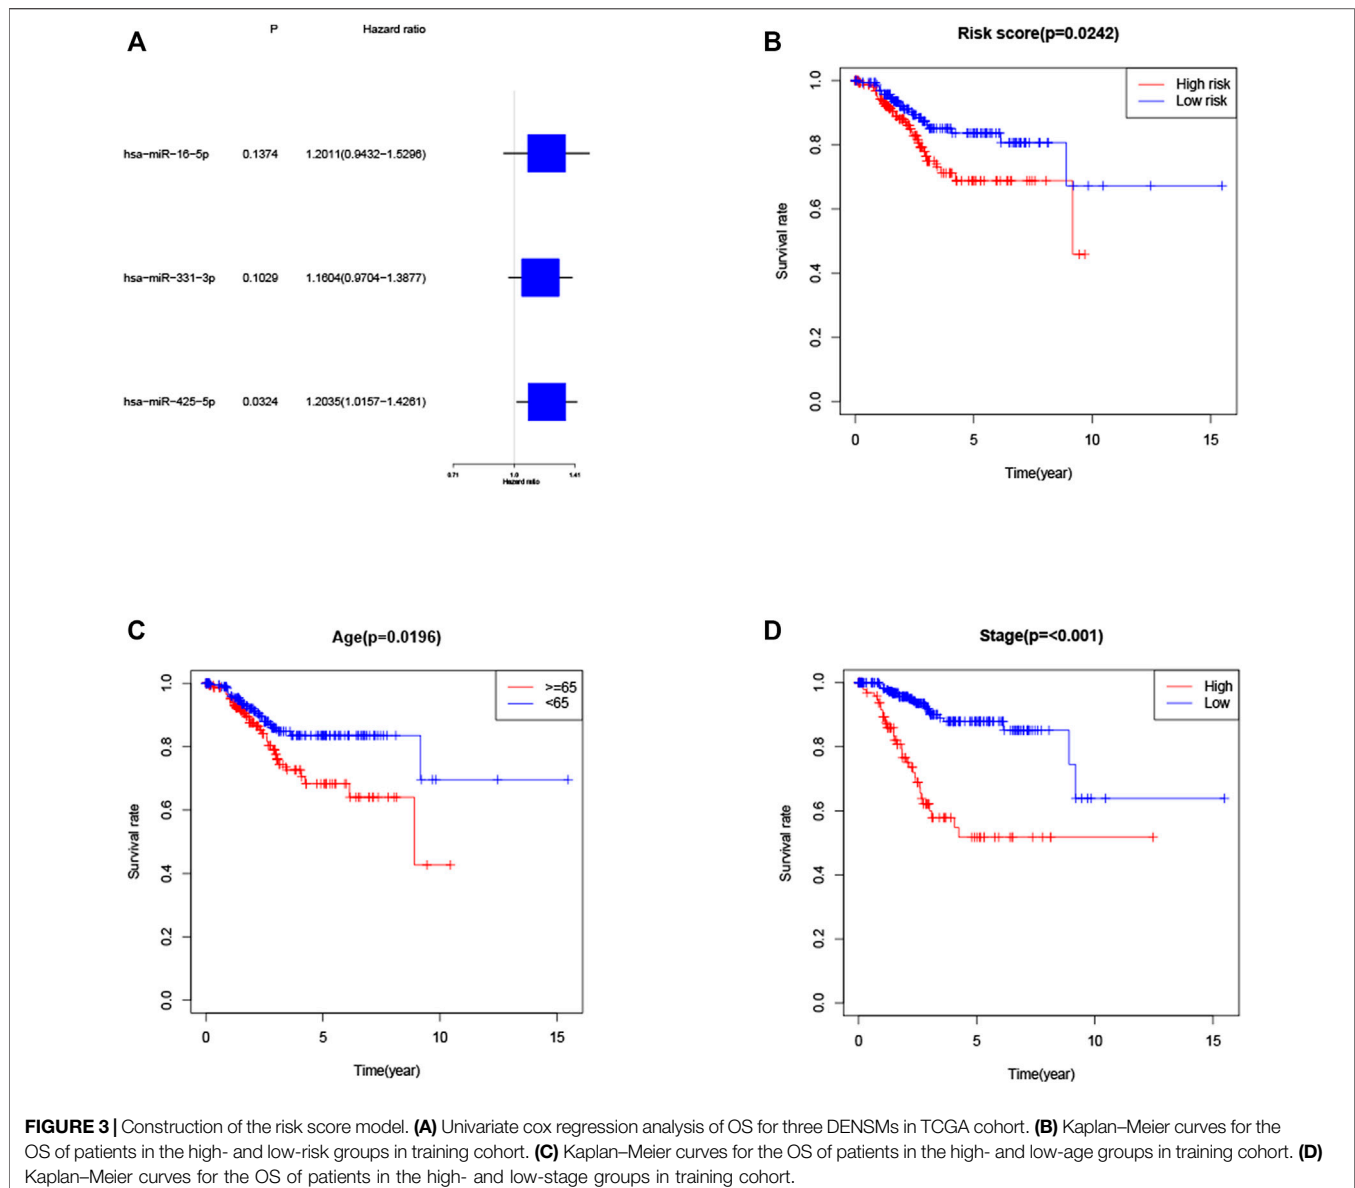 A
P Hazard ratio
hsa-miR-16-5p 0.1374 1.2011(0.9432-1.5296)
hsa-miR-331-3p 0.1029 1.1604(0.9704-1.3877)
hsa-miR-425-5p 0.0324 1.2035(1.0157-1.4261)
0.71 1.0 1.41
Hazard ratio
B
Risk score(p=0.0242)
High risk
Low risk
Survival rate
1.0
0.8
0.6
0.4
0.2
0.0
0 5 10 15
Time(year)
C
Age(p=0.0196)
>=65
<65
Survival rate
1.0
0.8
0.6
0.4
0.2
0.0
0 5 10 15
Time(year)
D
Stage(p=<0.001)
High
Low
Survival rate
1.0
0.8
0.6
0.4
0.2
0.0
0 5 10 15
Time(year)
FIGURE 3 | Construction of the risk score model. (A) Univariate cox regression analysis of OS for three DENSMs in TCGA cohort. (B) Kaplan–Meier curves for the
OS of patients in the high- and low-risk groups in training cohort. (C) Kaplan–Meier curves for the OS of patients in the high- and low-age groups in training cohort. (D)
Kaplan–Meier curves for the OS of patients in the high- and low-stage groups in training cohort.